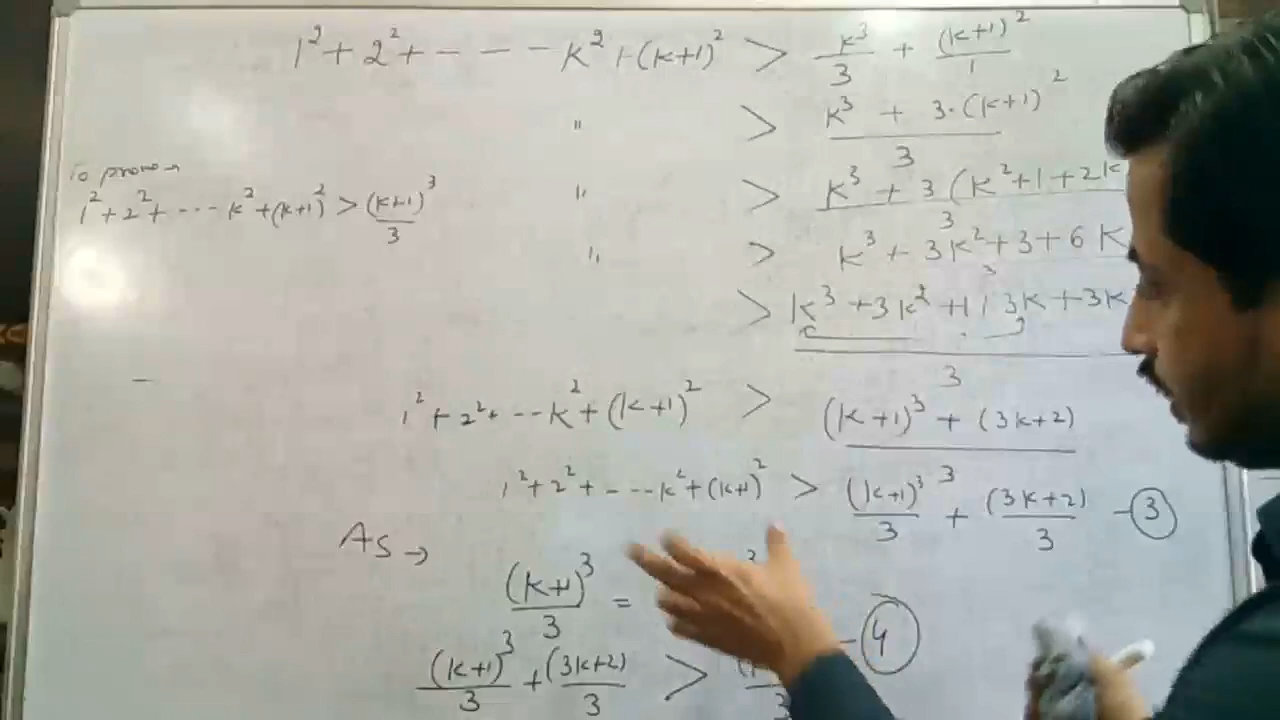 1² + 2² + - - - k² + (k+1)² > k³/3 + (k+1)²/1
" > (k³ + 3·(k+1)²)/3
To prove →
1² + 2² + ---- k² + (k+1)² > (k+1)³/3
" > (k³ + 3(k²+1+2k/3
" > k³ + 3k² + 3 + 6k/3
> k³ + 3k² + 1 + 3k + 3k/3
1² + 2² + --- k² + (k+1)² > ((k+1)³ + (3k+2))/3
1² + 2² + - --- k² + (k+1)² > (k+1)³/3 + (3k+2)/3 - ③
As →
(k+1)³/3 = - ④
(k+1)³/3 + (3k+2)/3 >